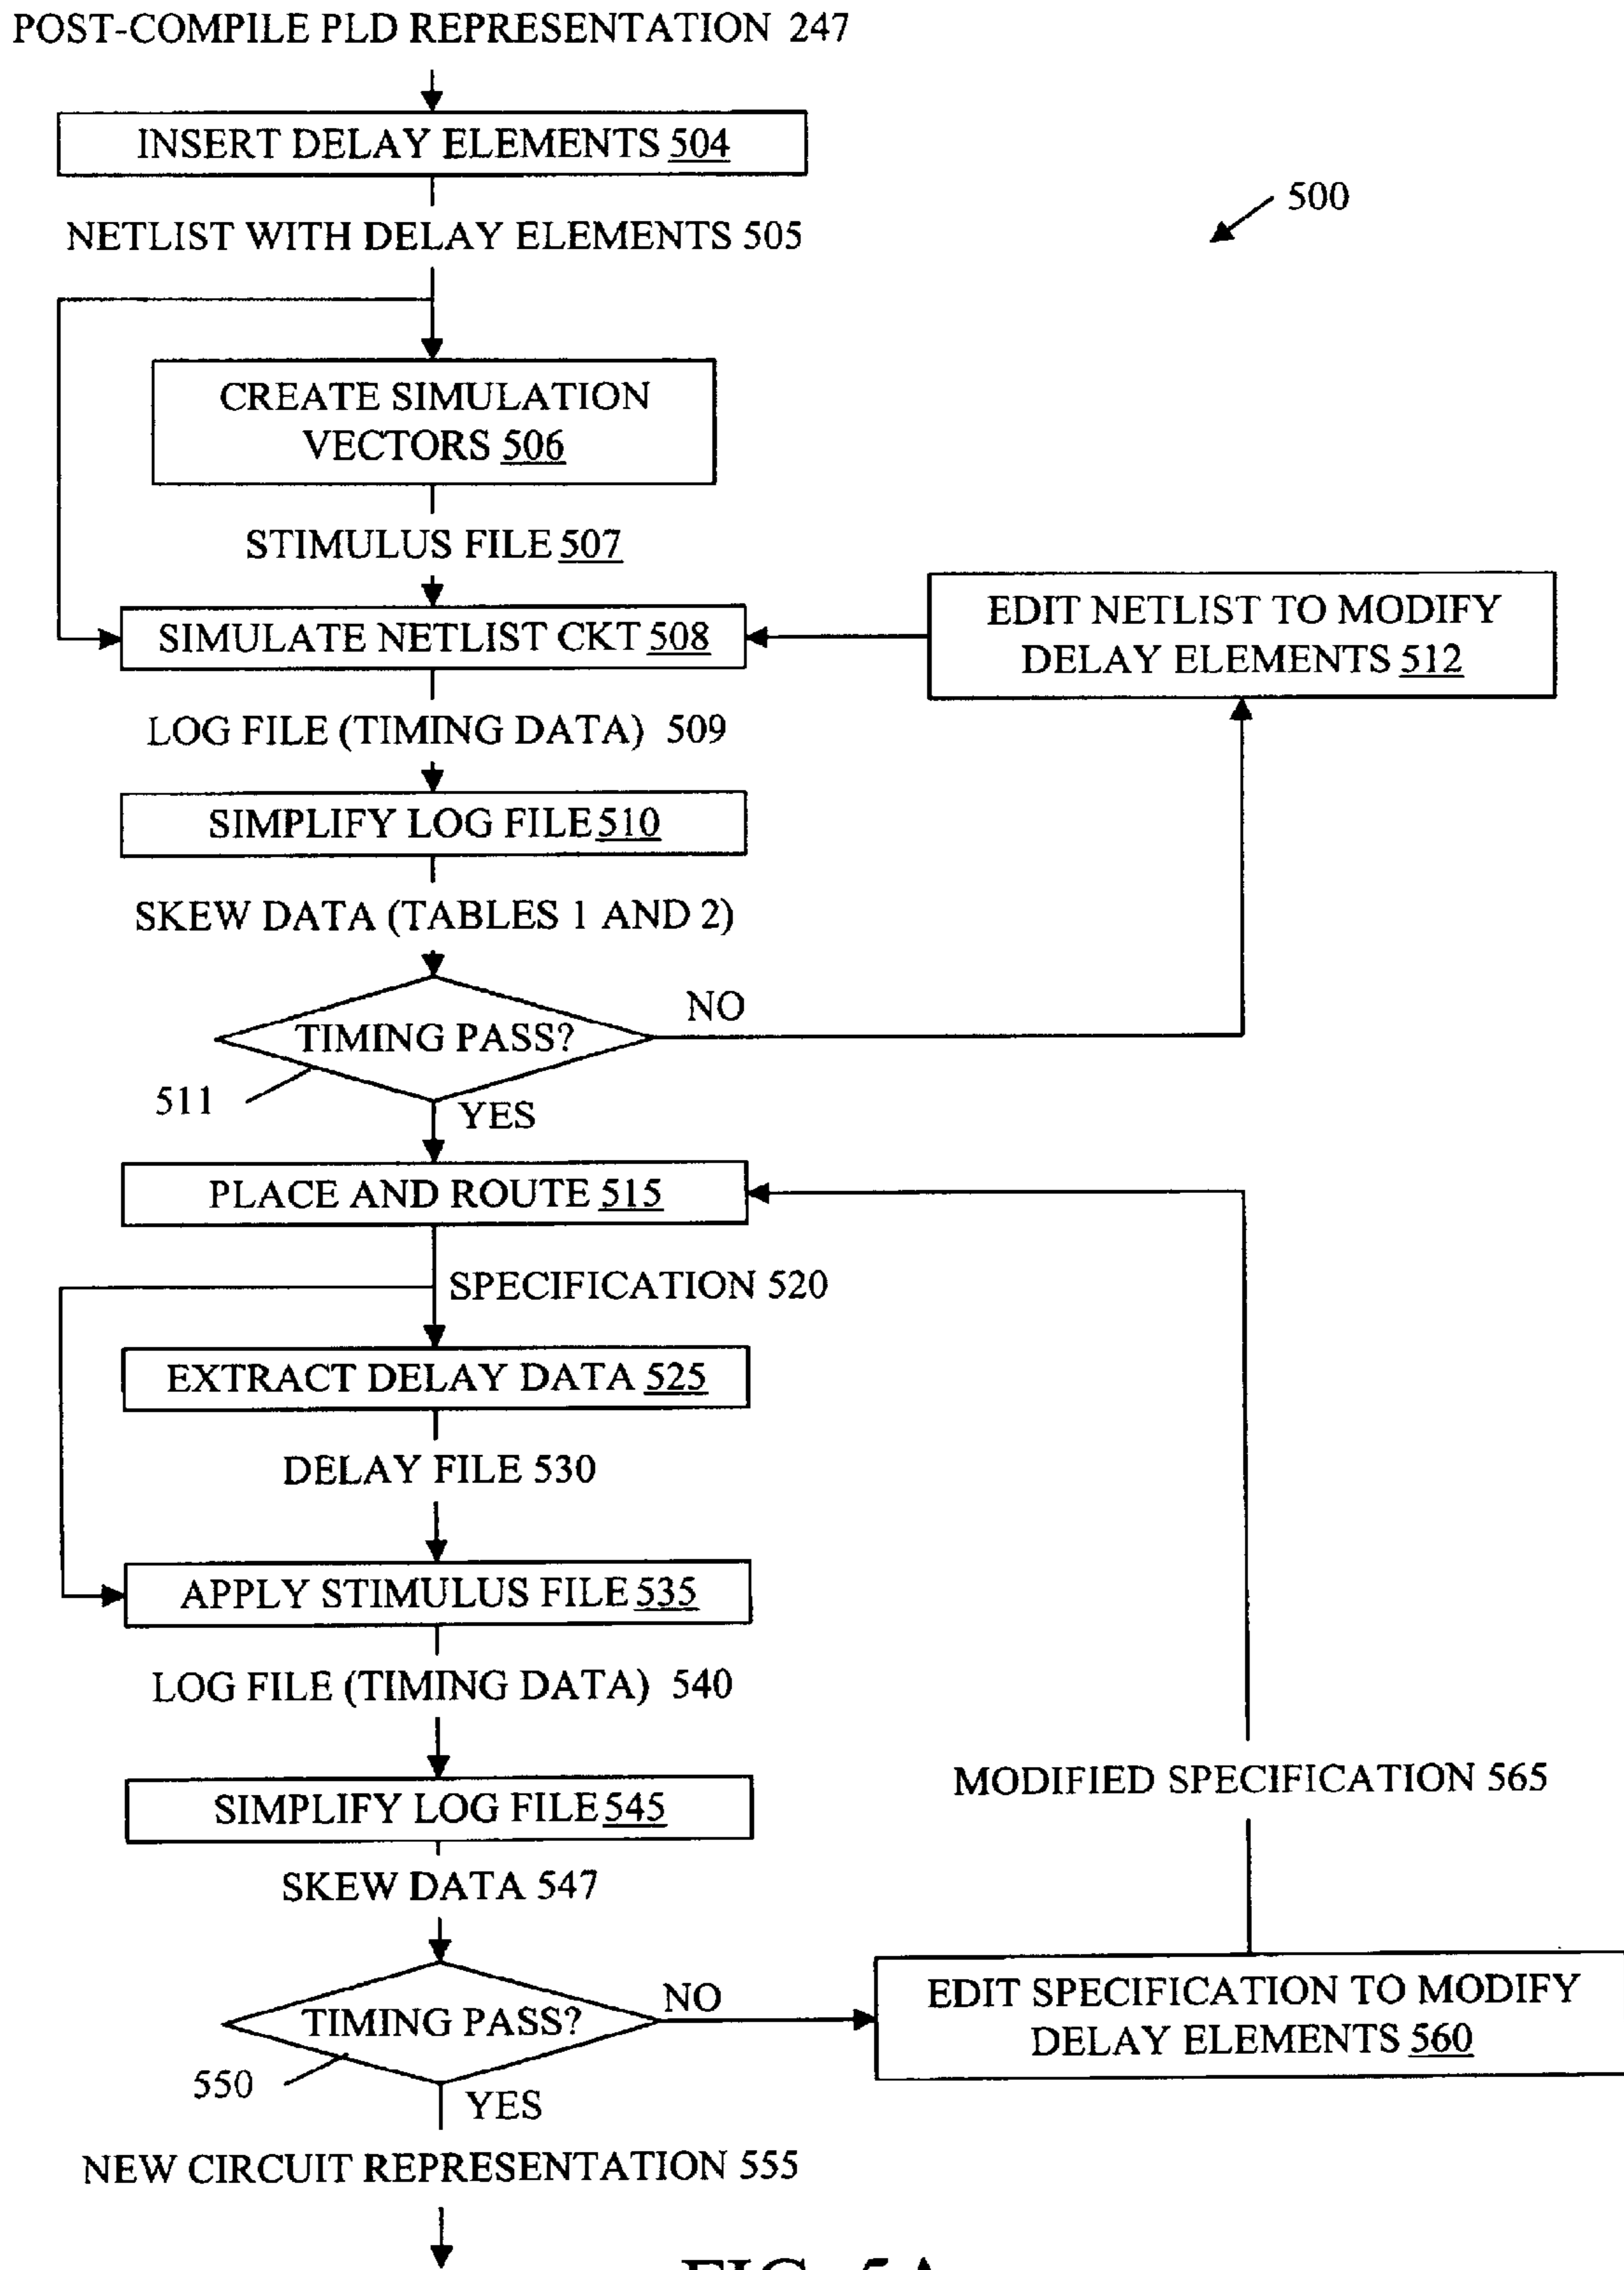 POST-COMPILE PLD REPRESENTATION 247
INSERT DELAY ELEMENTS 504
500
NETLIST WITH DELAY ELEMENTS 505
CREATE SIMULATION
VECTORS 506
STIMULUS FILE 507
EDIT NETLIST TO MODIFY
DELAY ELEMENTS 512
SIMULATE NETLIST CKT 508
LOG FILE (TIMING DATA) 509
SIMPLIFY LOG FILE 510
SKEW DATA (TABLES 1 AND 2)
NO
TIMING PASS?
511
YES
PLACE AND ROUTE 515
SPECIFICATION 520
EXTRACT DELAY DATA 525
DELAY FILE 530
APPLY STIMULUS FILE 535
LOG FILE (TIMING DATA) 540
MODIFIED SPECIFICATION 565
SIMPLIFY LOG FILE 545
SKEW DATA 547
NO
TIMING PASS?
EDIT SPECIFICATION TO MODIFY
DELAY ELEMENTS 560
550
YES
NEW CIRCUIT REPRESENTATION 555
FIG. 5A